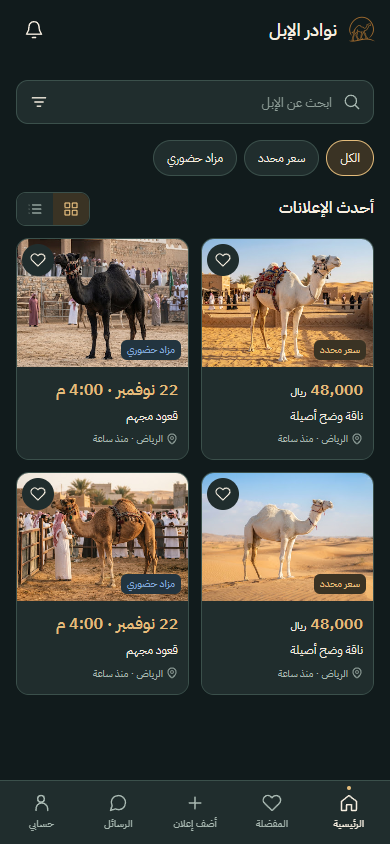 نوادر الإبل
ابحث عن الإبل
الكل
سعر محدد
مزاد حضوري
أحدث الإعلانات
سعر محدد
48,000 ريال
ناقة وضح أصيلة
الرياض · منذ ساعة
مزاد حضوري
22 نوفمبر · 4:00 م
قعود مجهم
الرياض · منذ ساعة
سعر محدد
48,000 ريال
ناقة وضح أصيلة
الرياض · منذ ساعة
مزاد حضوري
22 نوفمبر · 4:00 م
قعود مجهم
الرياض · منذ ساعة
الرئيسية
المفضلة
أضف إعلان
الرسائل
حسابي